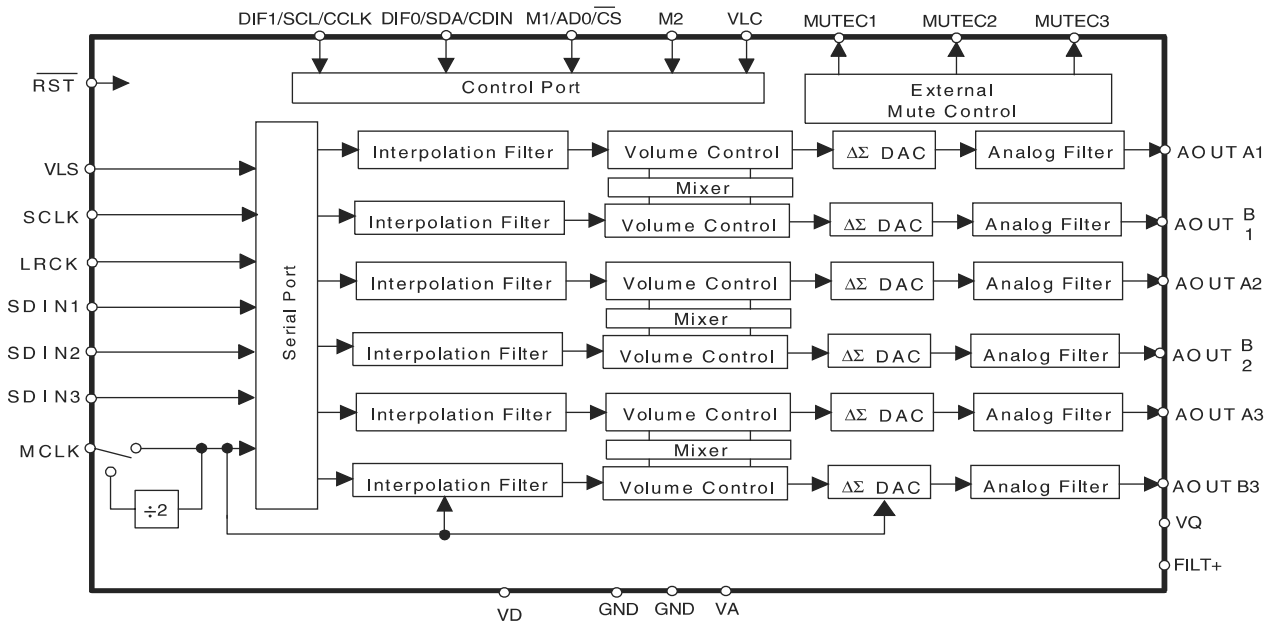 DIF1/SCL/CCLK DIF0/SDA/CDIN M1/AD0/CS M2 VLC MUTEC1 MUTEC2 MUTEC3
RST
Control Port
External
Mute Control
VLS
SCLK
LRCK
SDIN1
SDIN2
SDIN3
MCLK
÷2
Serial Port
Interpolation Filter Volume Control ΔΣ DAC Analog Filter AOUT A1
Mixer
Interpolation Filter Volume Control ΔΣ DAC Analog Filter AOUT B1
Interpolation Filter Volume Control ΔΣ DAC Analog Filter AOUT A2
Mixer
Interpolation Filter Volume Control ΔΣ DAC Analog Filter AOUT B2
Interpolation Filter Volume Control ΔΣ DAC Analog Filter AOUT A3
Mixer
Interpolation Filter Volume Control ΔΣ DAC Analog Filter AOUT B3
VQ
FILT+
VD GND GND VA